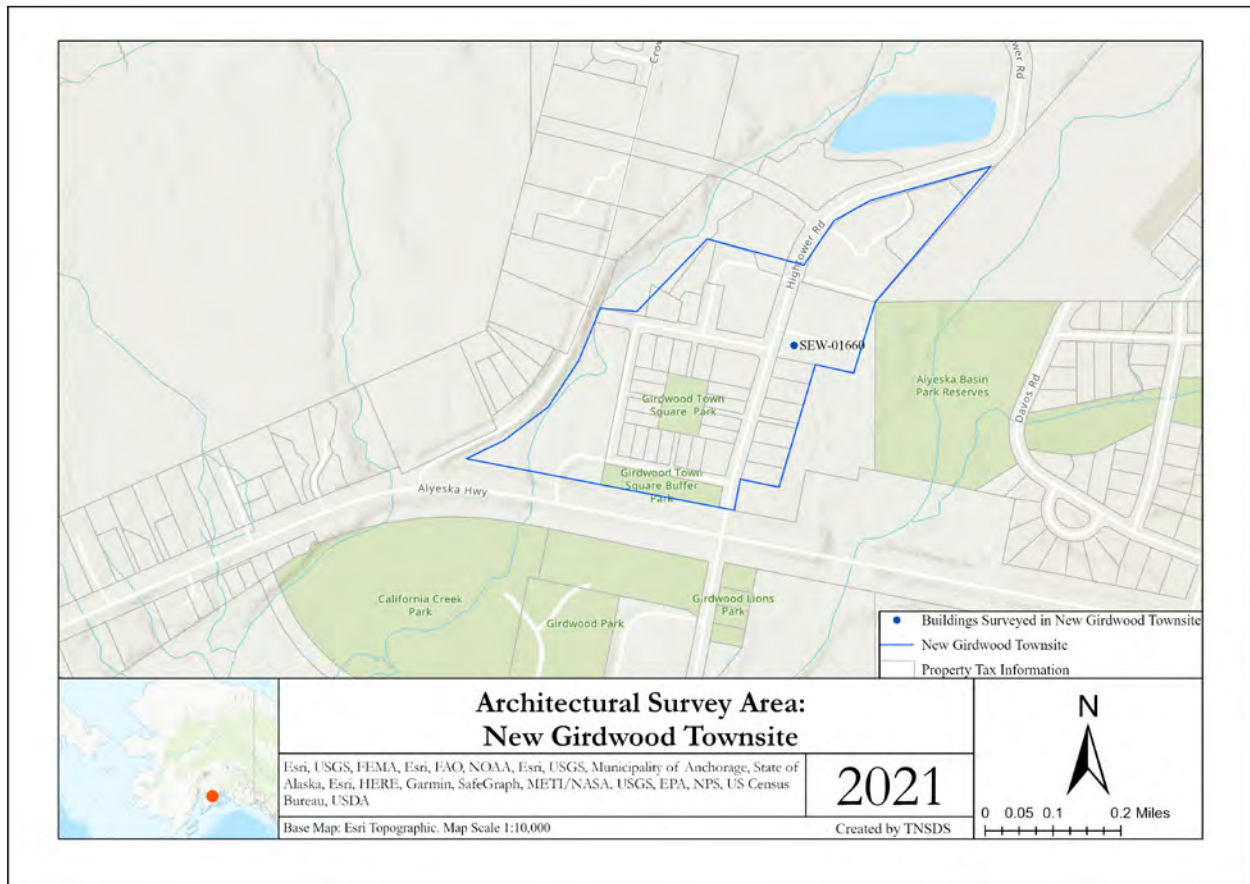 Crow
ower Rd
Hightower Rd
SEW-01660
Alyeska Basin
Park Reserves
Davos Rd
Girdwood Town
Square Park
Girdwood Town
Square Buffer
Park
Alyeska Hwy
California Creek
Park
Girdwood Park
Girdwood Lions
Park
Buildings Surveyed in New Girdwood Townsite
New Girdwood Townsite
Property Tax Information
Architectural Survey Area:
New Girdwood Townsite
Esri, USGS, FEMA, Esri, FAO, NOAA, Esri, USGS, Municipality of Anchorage, State of
Alaska, Esri, HERE, Garmin, SafeGraph, METI/NASA, USGS, EPA, NPS, US Census
Bureau, USDA
Base Map: Esri Topographic. Map Scale 1:10,000
2021
Created by TNSDS
N
0 0.05 0.1 0.2 Miles